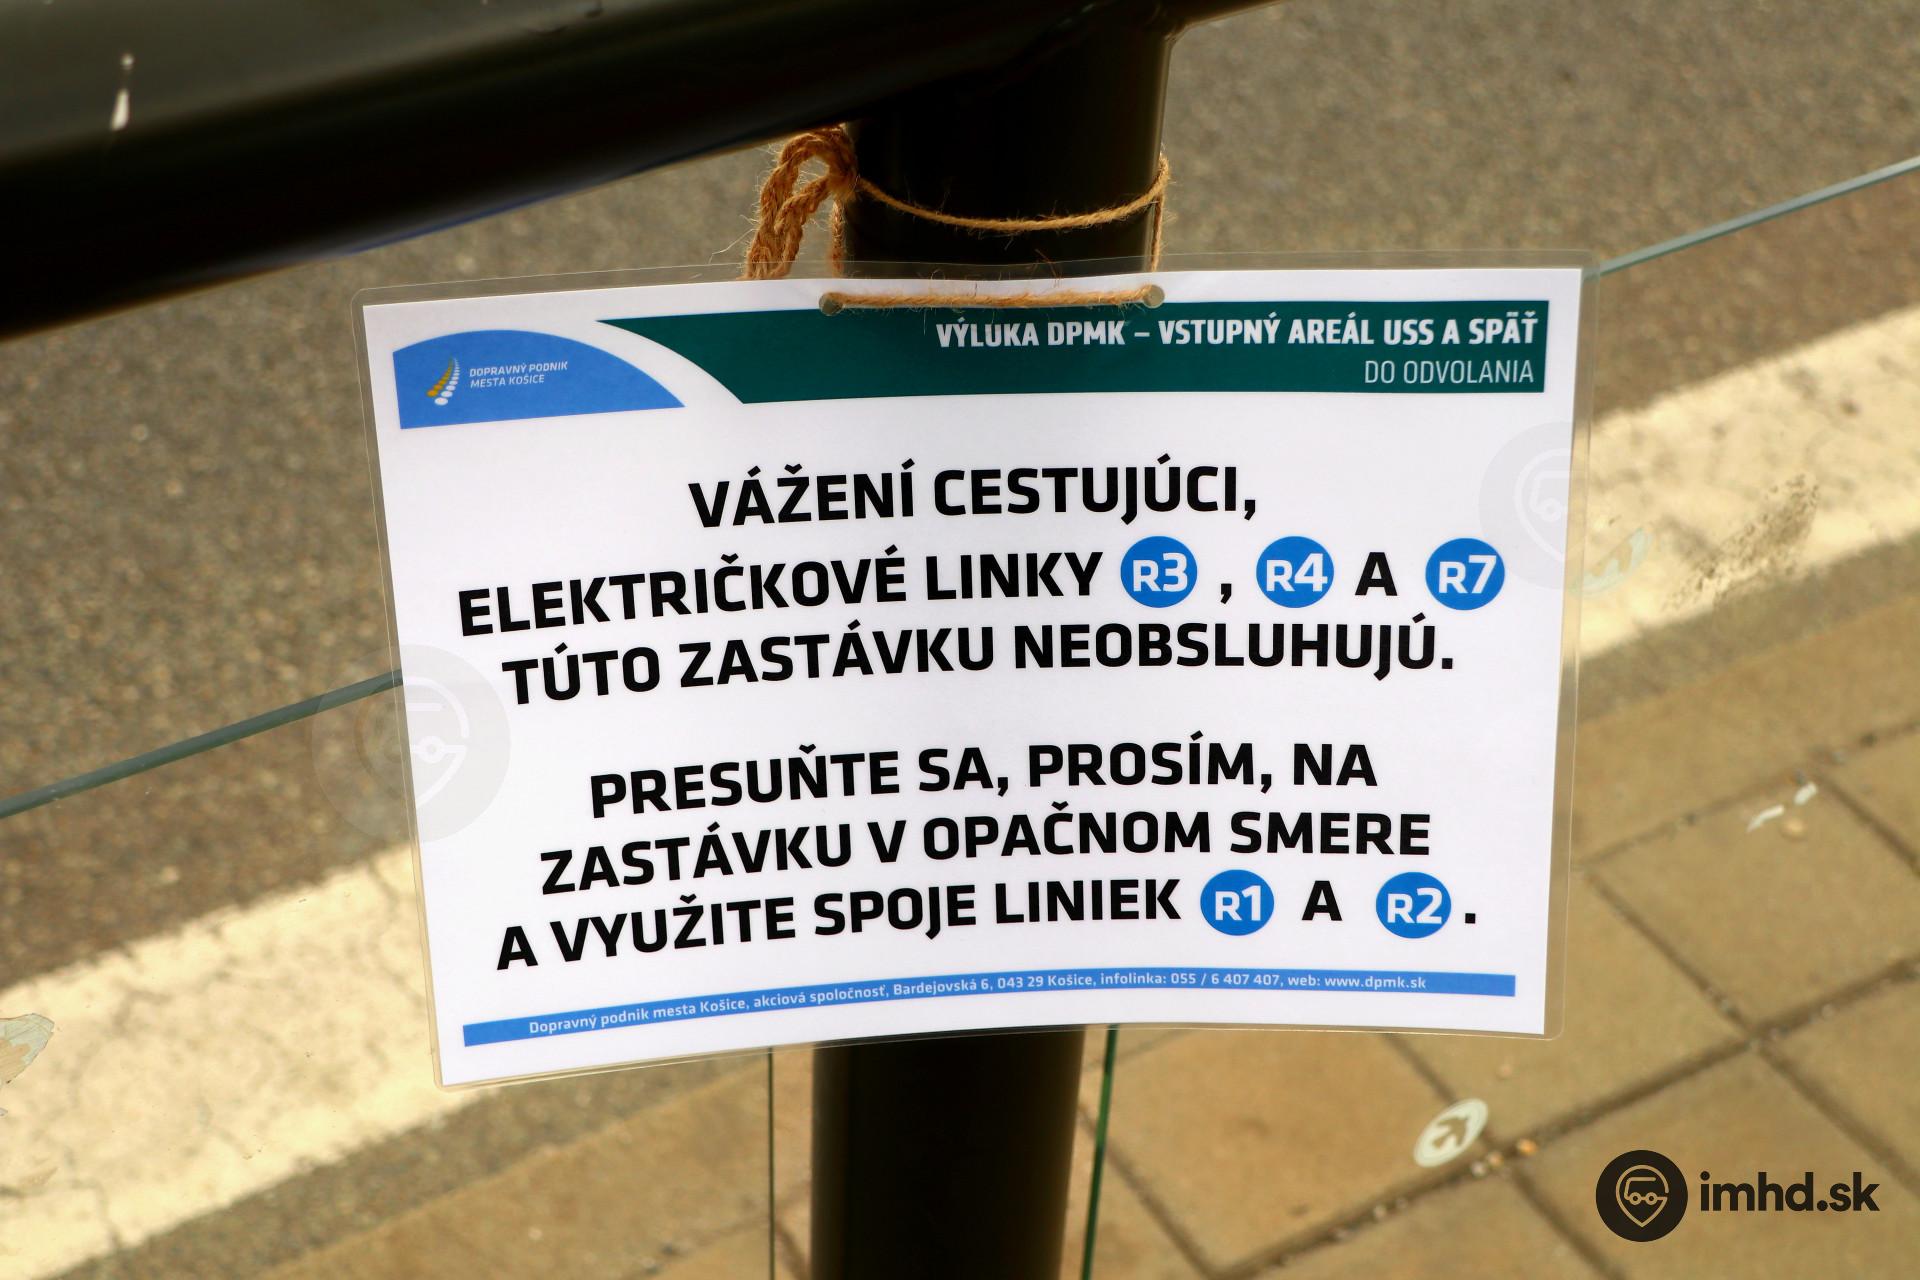 DOPRAVNÝ PODNIK
MESTA KOŠICE
VÝLUKA DPMK – VSTUPNÝ AREÁL USS A SPÄŤ
DO ODVOLANIA
VÁŽENÍ CESTUJÚCI,
ELEKTRIČKOVÉ LINKY R3 , R4 A R7
TÚTO ZASTÁVKU NEOBSLUHUJÚ.
PRESUŇTE SA, PROSÍM, NA
ZASTÁVKU V OPAČNOM SMERE
A VYUŽITE SPOJE LINIEK R1 A R2 .
Dopravný podnik mesta Košice, akciová spoločnosť, Bardejovská 6, 043 29 Košice, infolinka: 055 / 6 407 407, web: www.dpmk.sk
imhd.sk